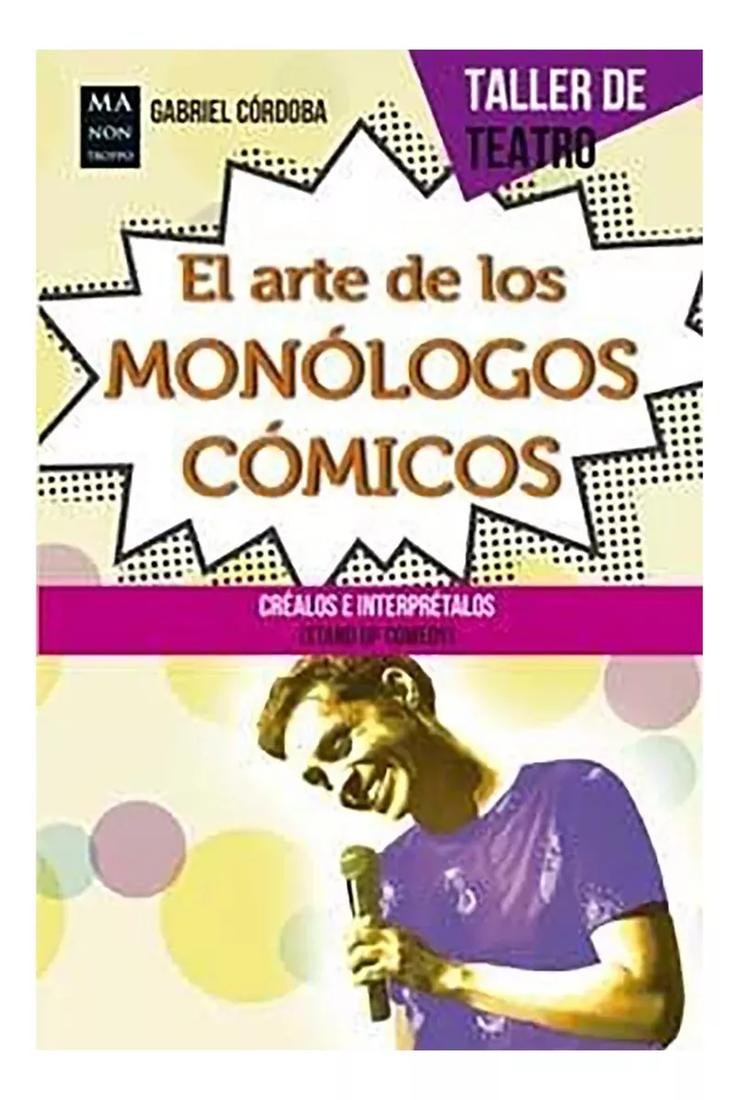 MA
NON
TROPPO
GABRIEL CÓRDOBA
TALLER DE
TEATRO
El arte de los
MONÓLOGOS
CÓMICOS
CRÉALOS E INTERPRÉTALOS
(STAND UP COMEDY)